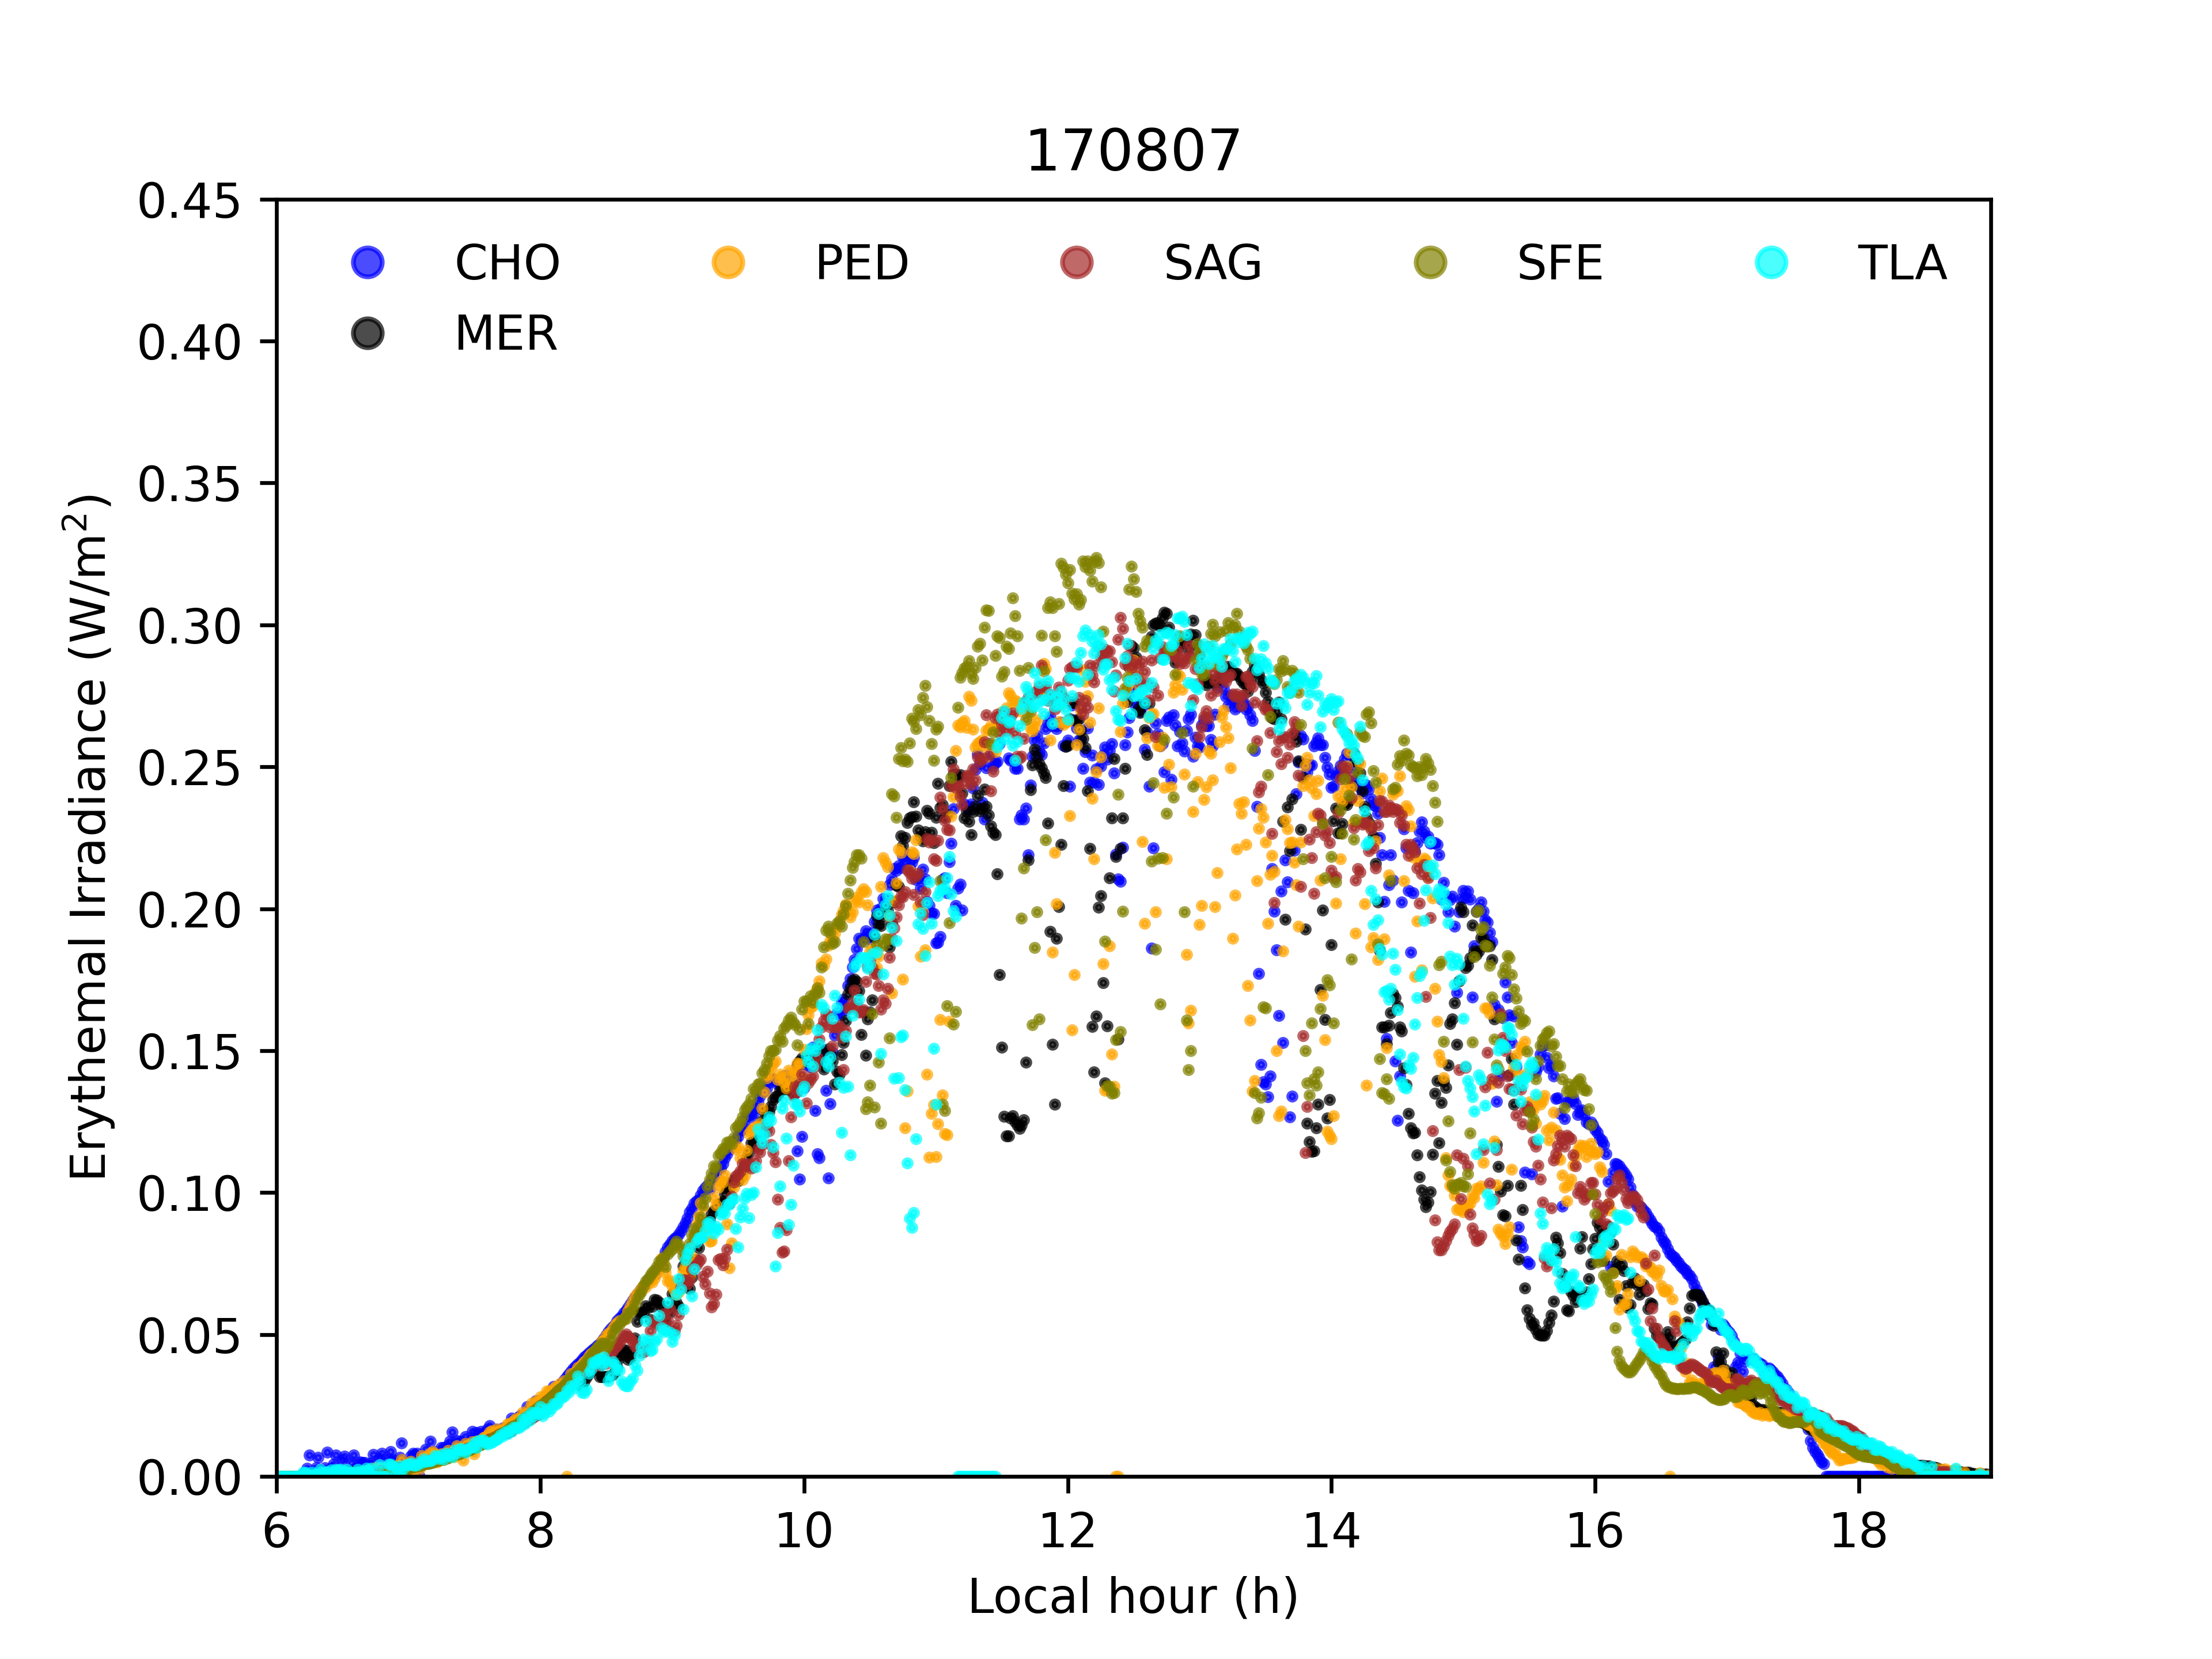 170807
0.45
0.40
0.35
0.30
0.25
0.20
0.15
0.10
0.05
0.00
Erythemal Irradiance (W/m²)
CHO PED SAG SFE TLA
MER
6 8 10 12 14 16 18
Local hour (h)